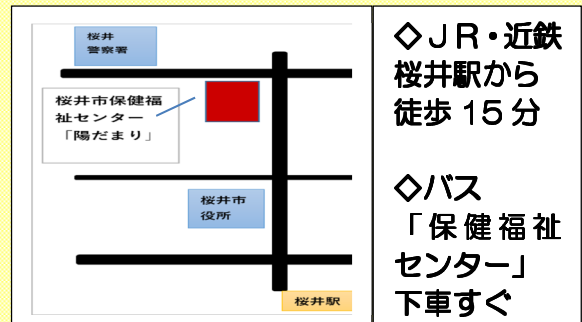 桜井
警察署
桜井市保健福
祉センター
「陽だまり」
桜井市
役所
桜井駅
◇JR・近鉄
桜井駅から
徒歩 15 分
◇バス
「保健福祉
センター」
下車すぐ